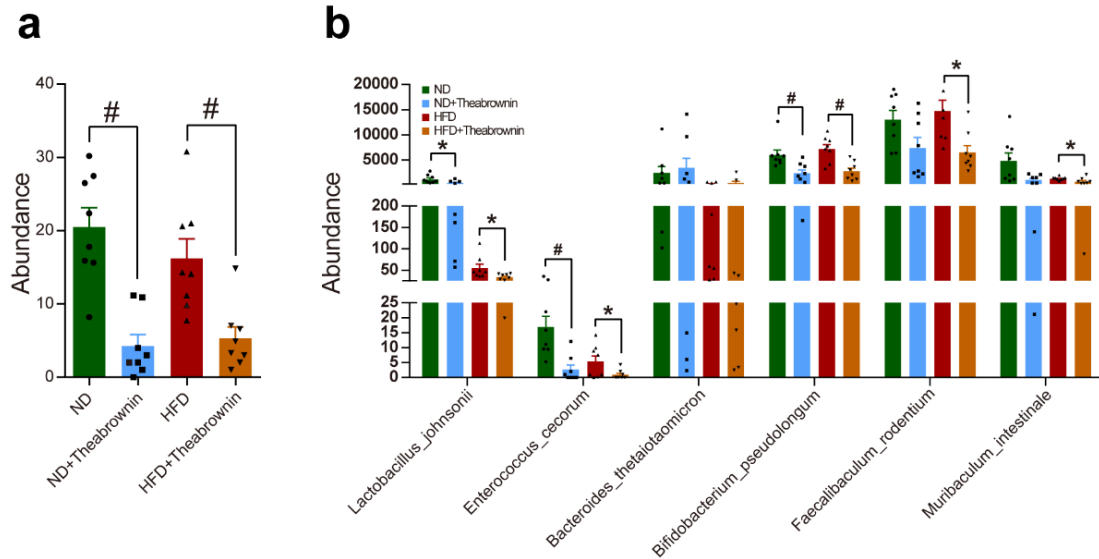 a
b
Abundance
40
30
20
10
0
#
#
ND
ND+Theabrownin
HFD
HFD+Theabrownin
Abundance
20000
15000
10000
5000
200
150
100
50
25
20
15
10
5
0
ND
ND+Theabrownin
HFD
HFD+Theabrownin
*
*
#
*
#
#
*
*
Lactobacillus_johnsonii
Enterococcus_cecorum
Bacteroides_thetaiotaomicron
Bifidobacterium_pseudolongum
Faecalibaculum_rodentium
Muribaculum_intestinale